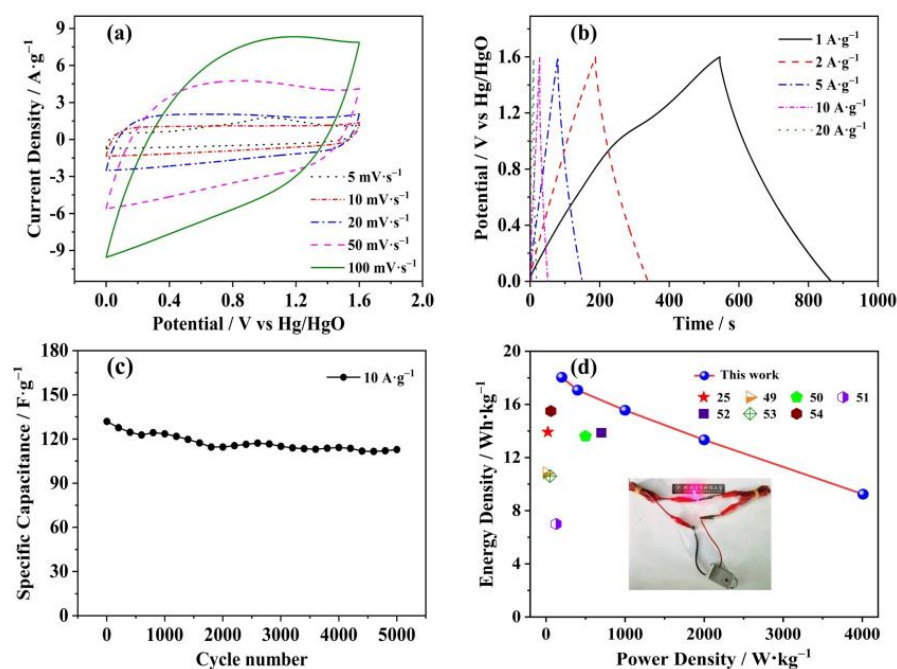 (a)
9
6
3
0
-3
-6
-9
0.0 0.4 0.8 1.2 1.6 2.0
Current Density / A·g⁻¹
Potential / V vs Hg/HgO
5 mV·s⁻¹
10 mV·s⁻¹
20 mV·s⁻¹
50 mV·s⁻¹
100 mV·s⁻¹
(b)
2.0
1.6
1.2
0.8
0.4
0.0
0 200 400 600 800 1000
Potential / V vs Hg/HgO
Time / s
1 A·g⁻¹
2 A·g⁻¹
5 A·g⁻¹
10 A·g⁻¹
20 A·g⁻¹
(c)
10 A·g⁻¹
180
150
120
90
60
30
0
0 1000 2000 3000 4000 5000
Specific Capacitance / F·g⁻¹
Cycle number
(d)
This work
25 49 50 51
52 53 54
20
16
12
8
4
0
0 1000 2000 3000 4000
Energy Density / Wh·kg⁻¹
Power Density / W·kg⁻¹